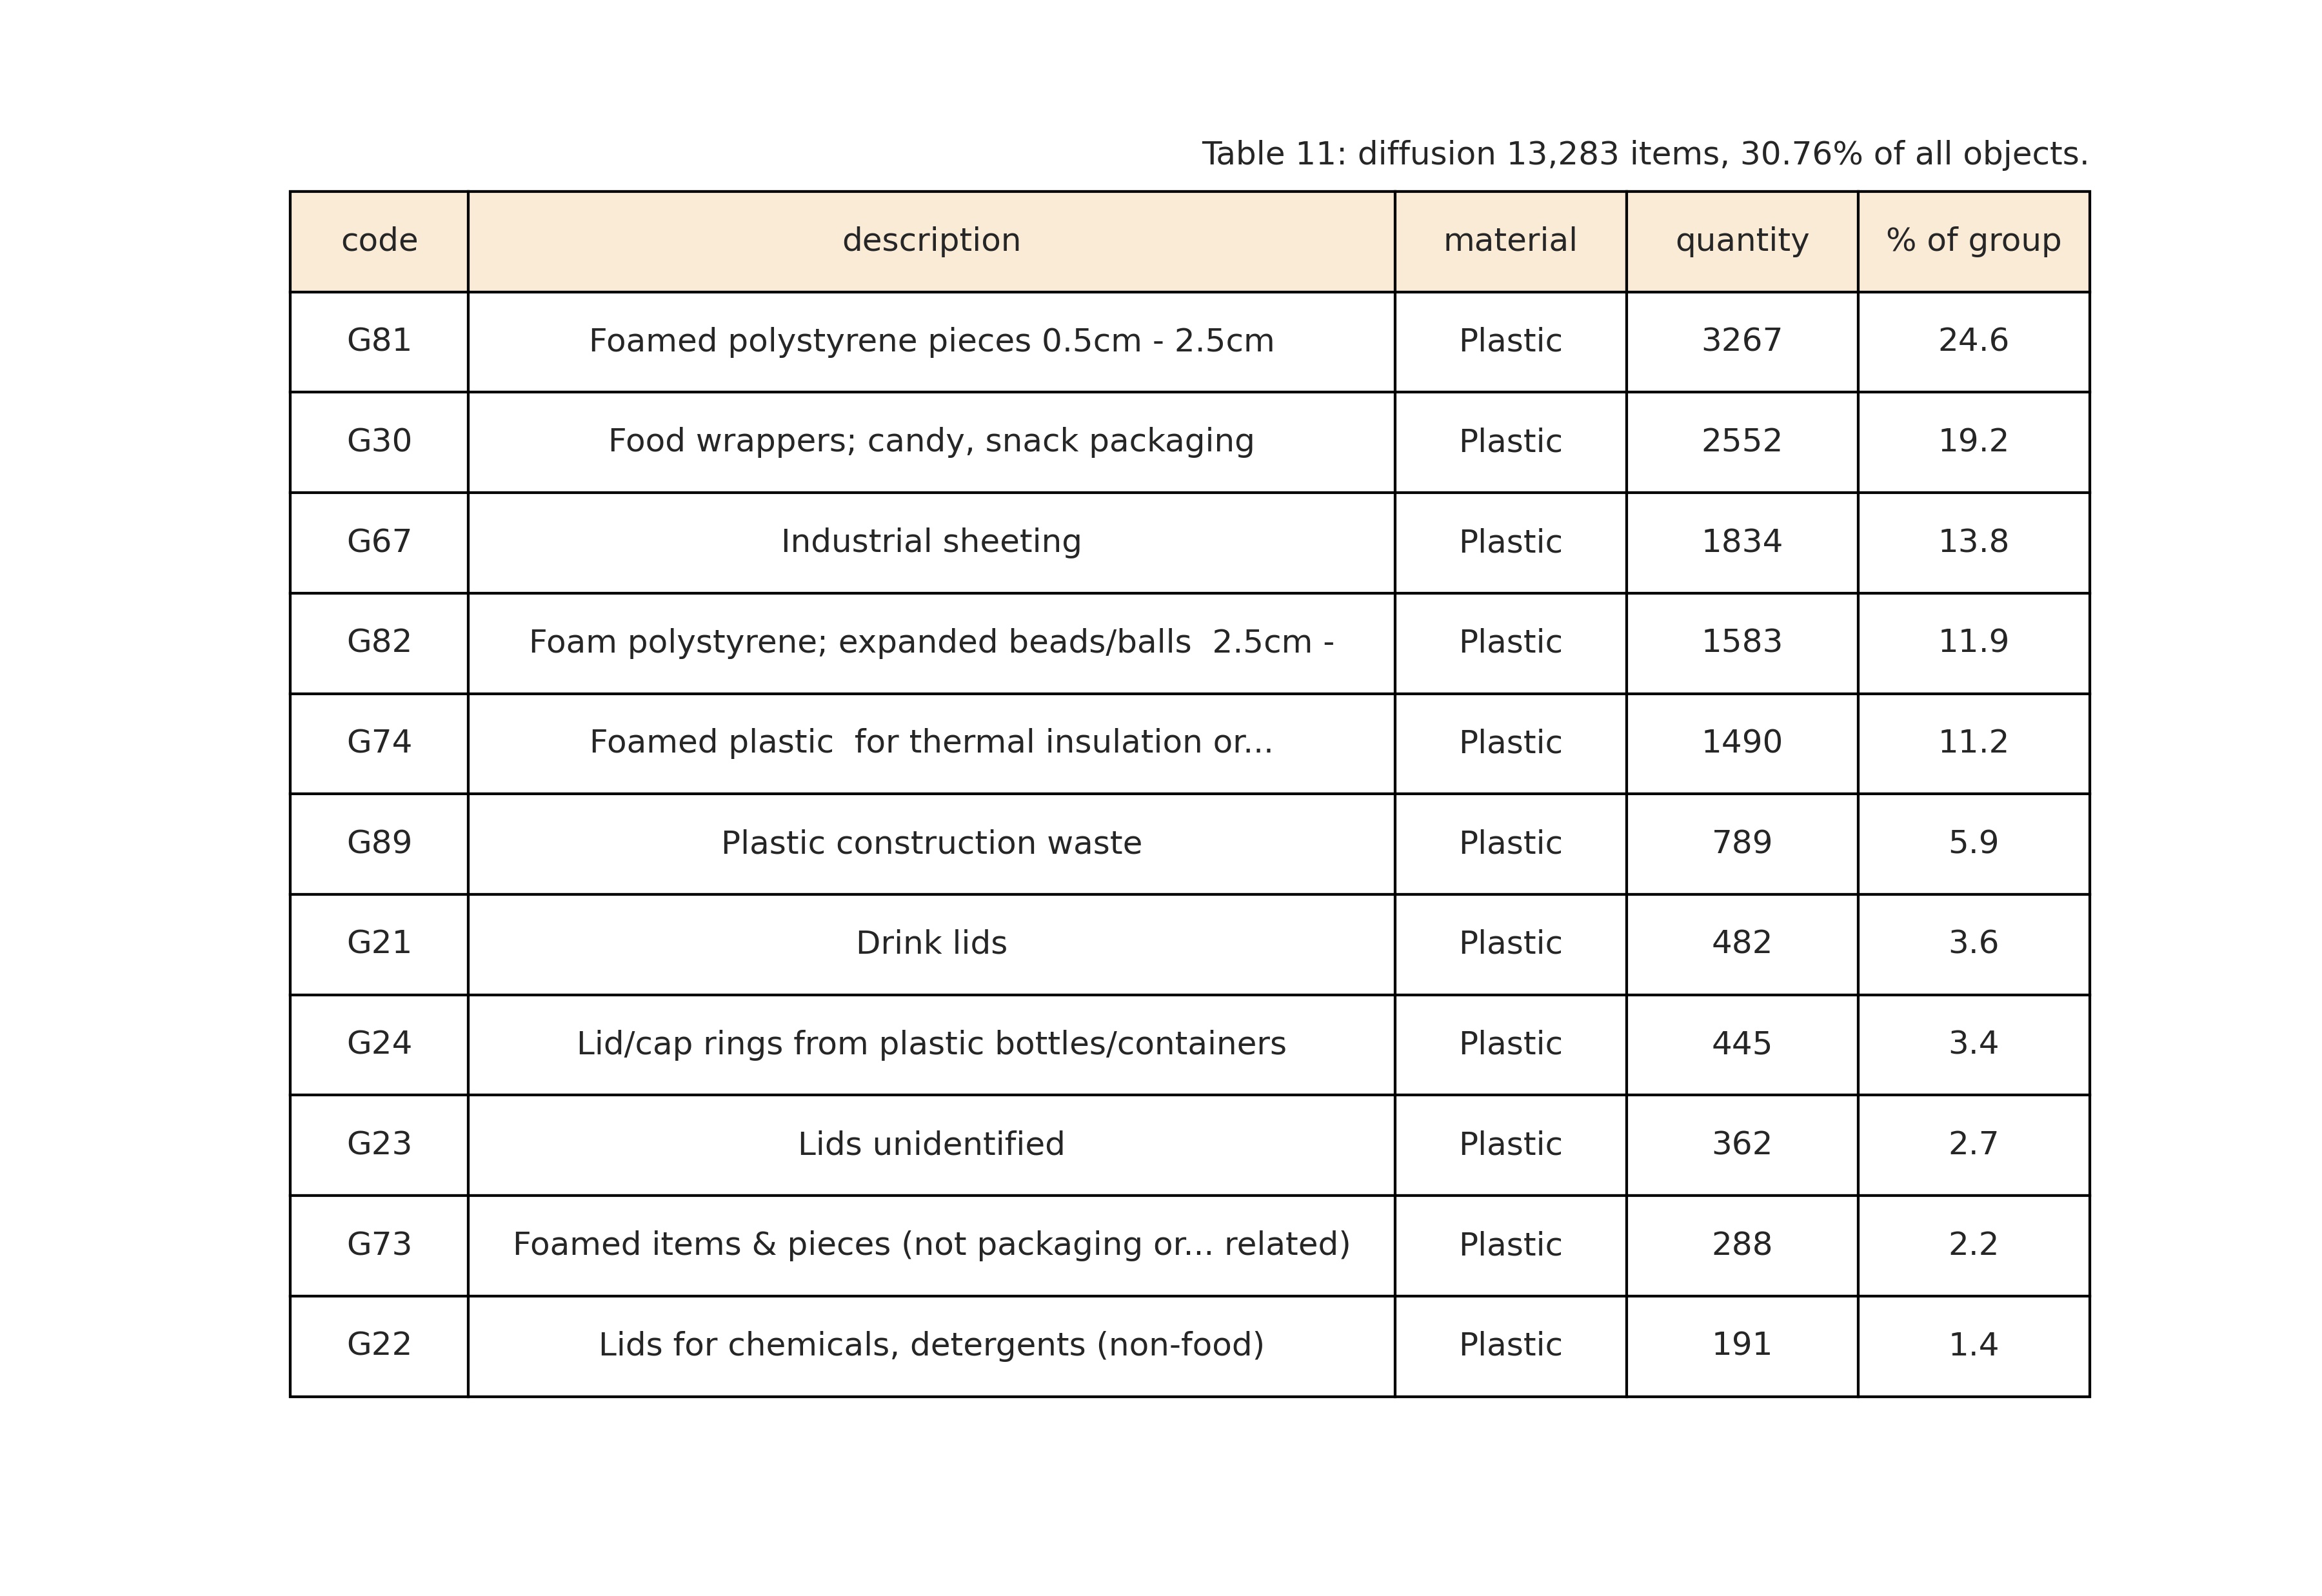 Table 11: diffusion 13,283 items, 30.76% of all objects.
code description material quantity % of group
G81 Foamed polystyrene pieces 0.5cm - 2.5cm Plastic 3267 24.6
G30 Food wrappers; candy, snack packaging Plastic 2552 19.2
G67 Industrial sheeting Plastic 1834 13.8
G82 Foam polystyrene; expanded beads/balls  2.5cm - Plastic 1583 11.9
G74 Foamed plastic  for thermal insulation or... Plastic 1490 11.2
G89 Plastic construction waste Plastic 789 5.9
G21 Drink lids Plastic 482 3.6
G24 Lid/cap rings from plastic bottles/containers Plastic 445 3.4
G23 Lids unidentified Plastic 362 2.7
G73 Foamed items & pieces (not packaging or... related) Plastic 288 2.2
G22 Lids for chemicals, detergents (non-food) Plastic 191 1.4